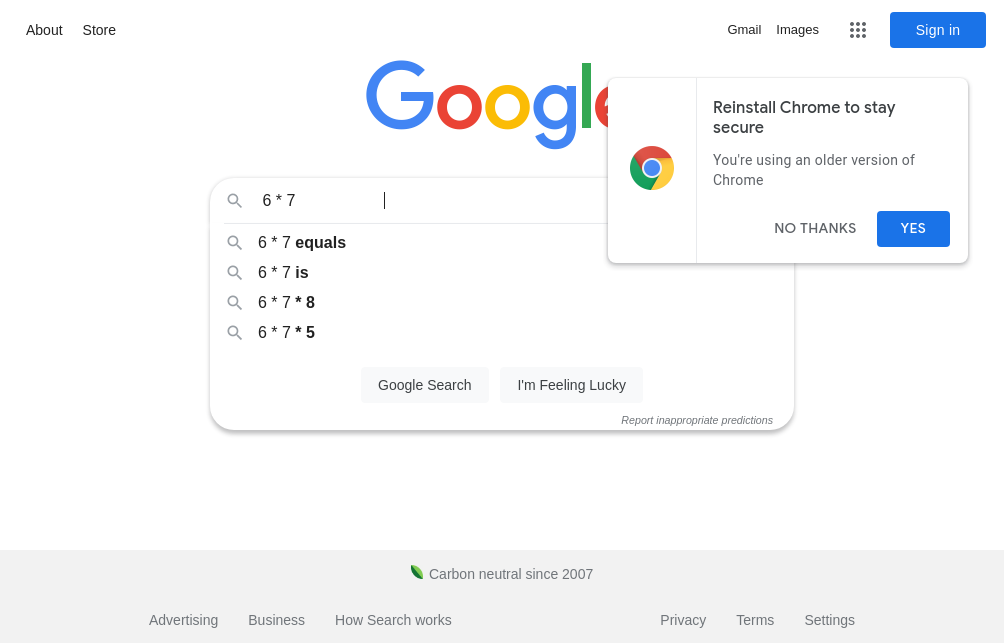 About Store Gmail Images Sign in
Google
Reinstall Chrome to stay
secure
You're using an older version of
Chrome
NO THANKS YES
6 * 7
6 * 7 equals
6 * 7 is
6 * 7 * 8
6 * 7 * 5
Google Search I'm Feeling Lucky
Report inappropriate predictions
Carbon neutral since 2007
Advertising Business How Search works Privacy Terms Settings